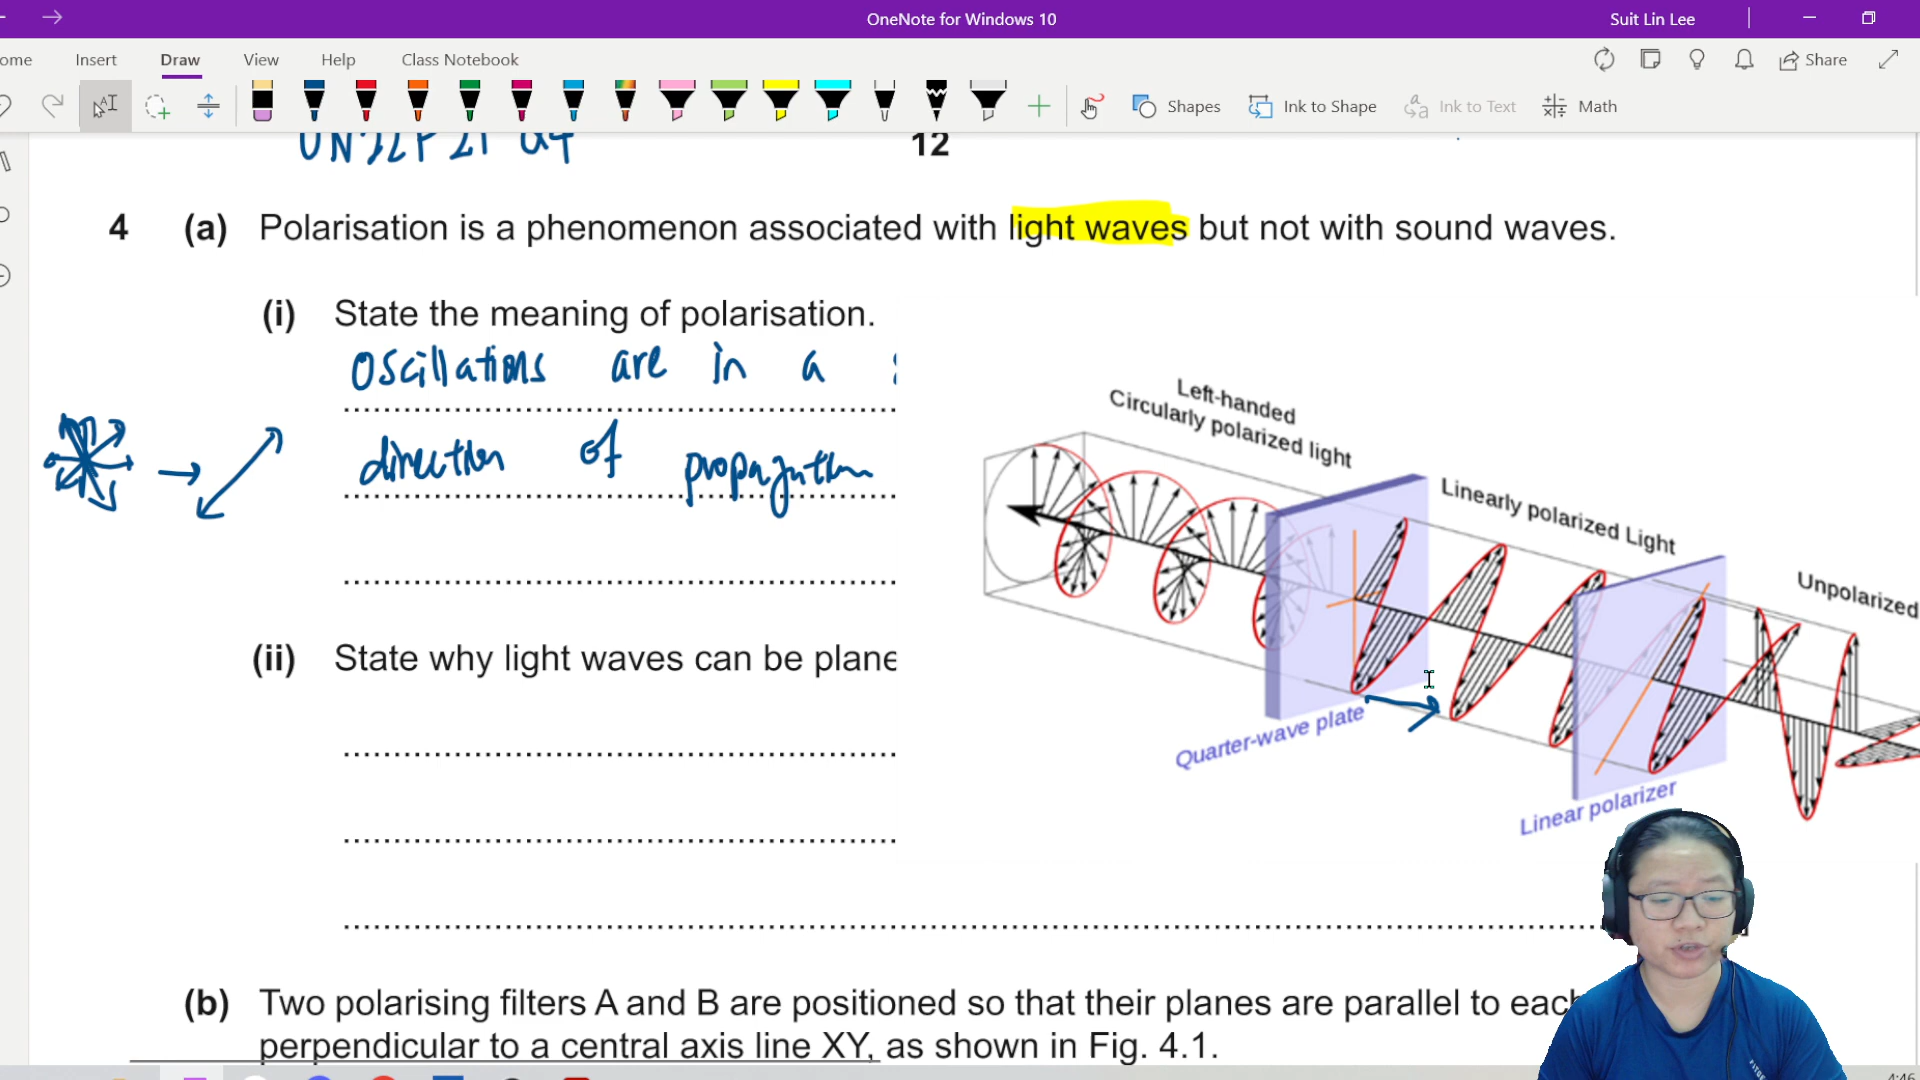 OneNote for Windows 10
Suit Lin Lee
ome Insert Draw View Help Class Notebook Share
Shapes Ink to Shape Ink to Text Math
12
4 (a) Polarisation is a phenomenon associated with light waves but not with sound waves.
(i) State the meaning of polarisation.
oscillations are in a
direction of propagation
Left-handed
Circularly polarized light
Linearly polarized Light
Unpolarized
Quarter-wave plate
Linear polarizer
(ii) State why light waves can be plane
(b) Two polarising filters A and B are positioned so that their planes are parallel to each
perpendicular to a central axis line XY, as shown in Fig. 4.1.
4:46